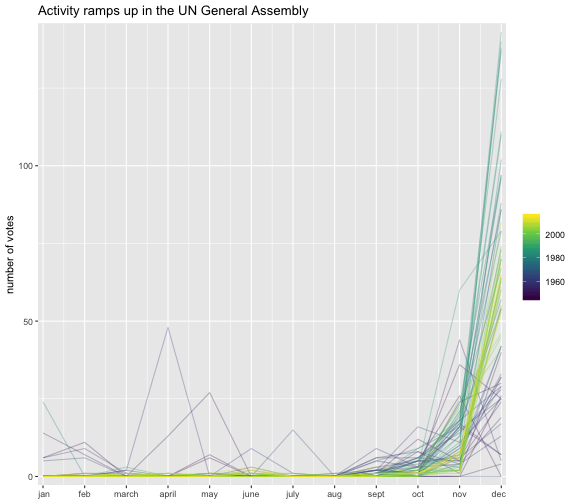 Activity ramps up in the UN General Assembly
number of votes
100
50
0
jan feb march april may june july aug sept oct nov dec
2000
1980
1960